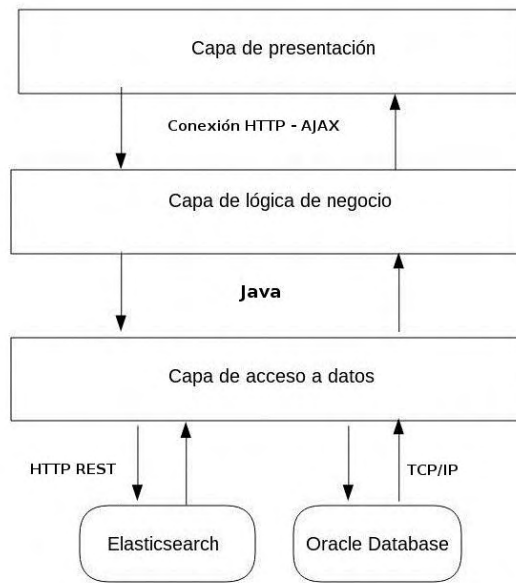 Capa de presentación
Conexión HTTP - AJAX
Capa de lógica de negocio
Java
Capa de acceso a datos
HTTP REST
TCP/IP
Elasticsearch
Oracle Database